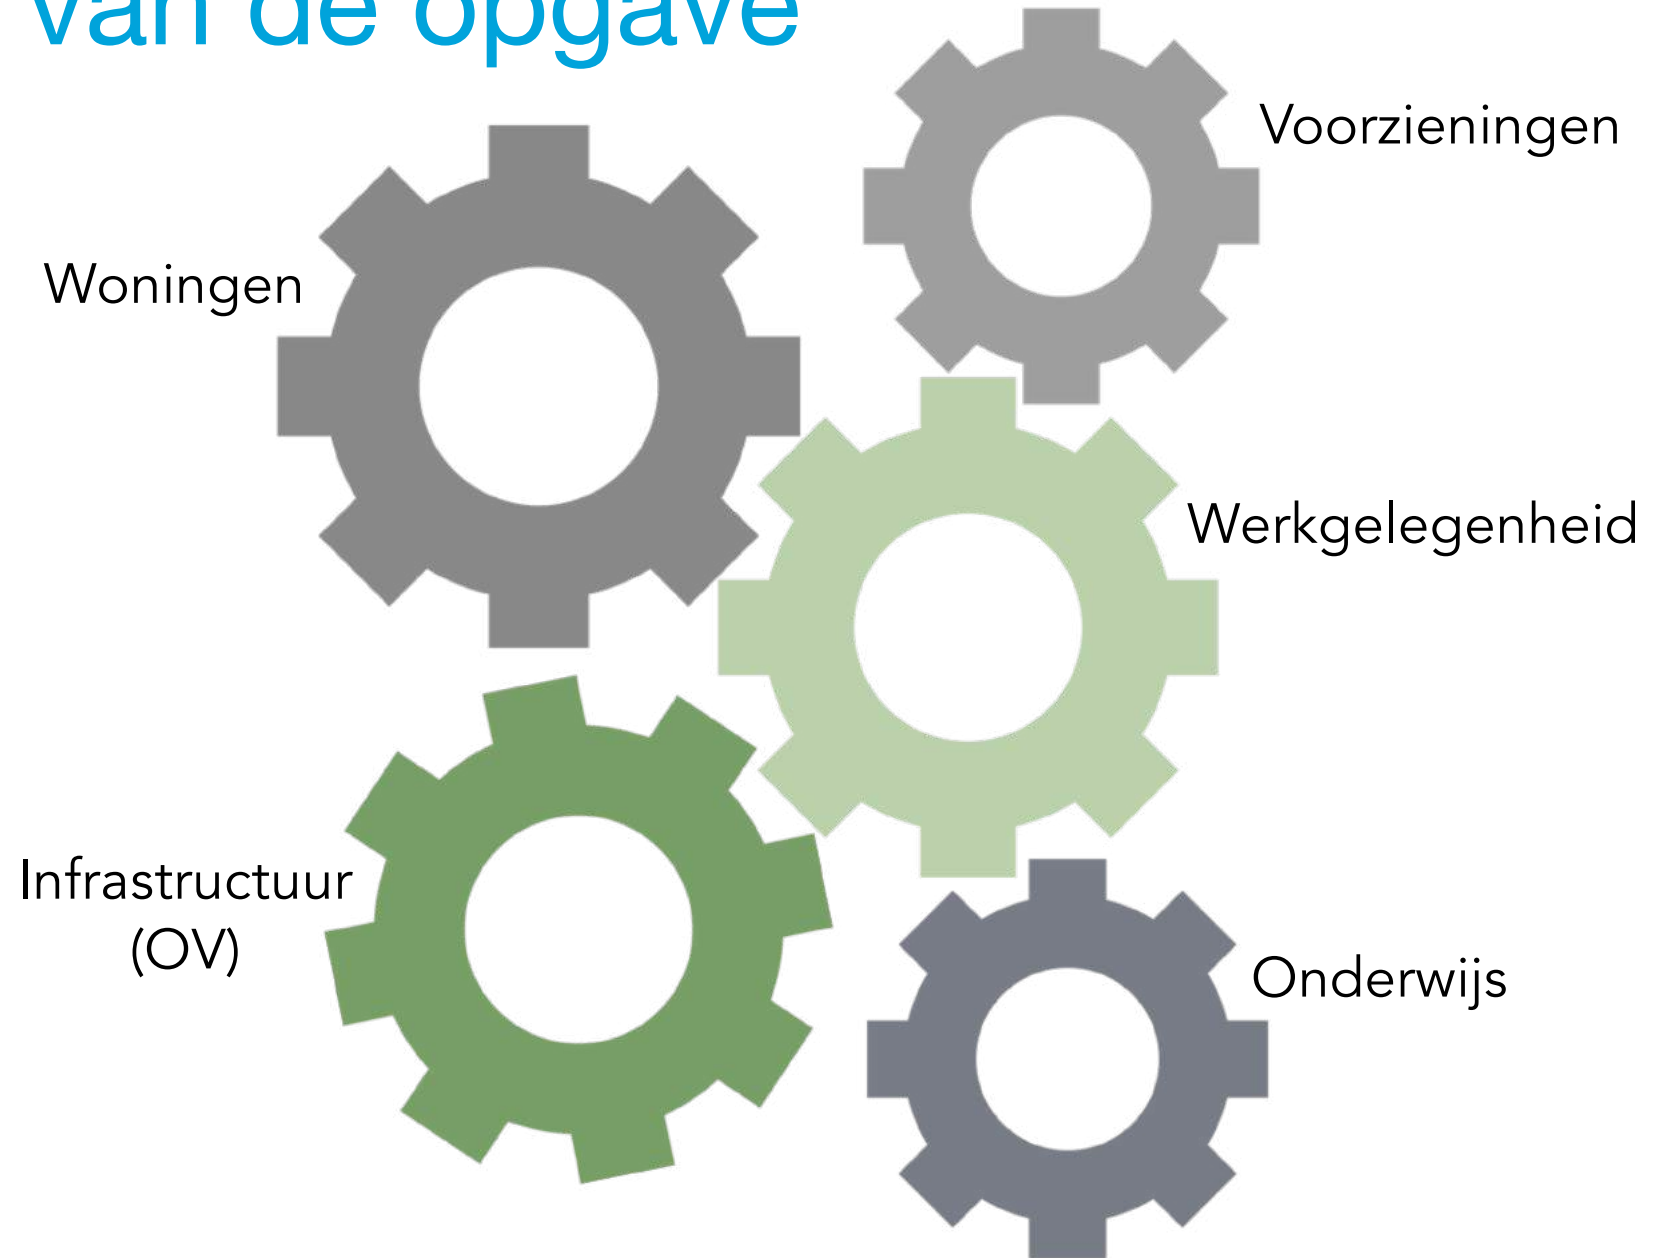 van de opgave
Voorzieningen
Woningen
Werkgelegenheid
Infrastructuur
(OV)
Onderwijs